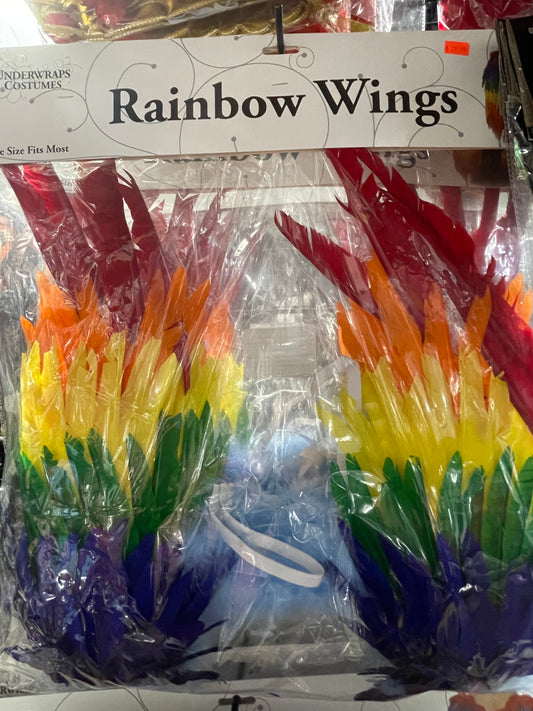 UNDERWRAPS
COSTUMES
Rainbow Wings
e Size Fits Most